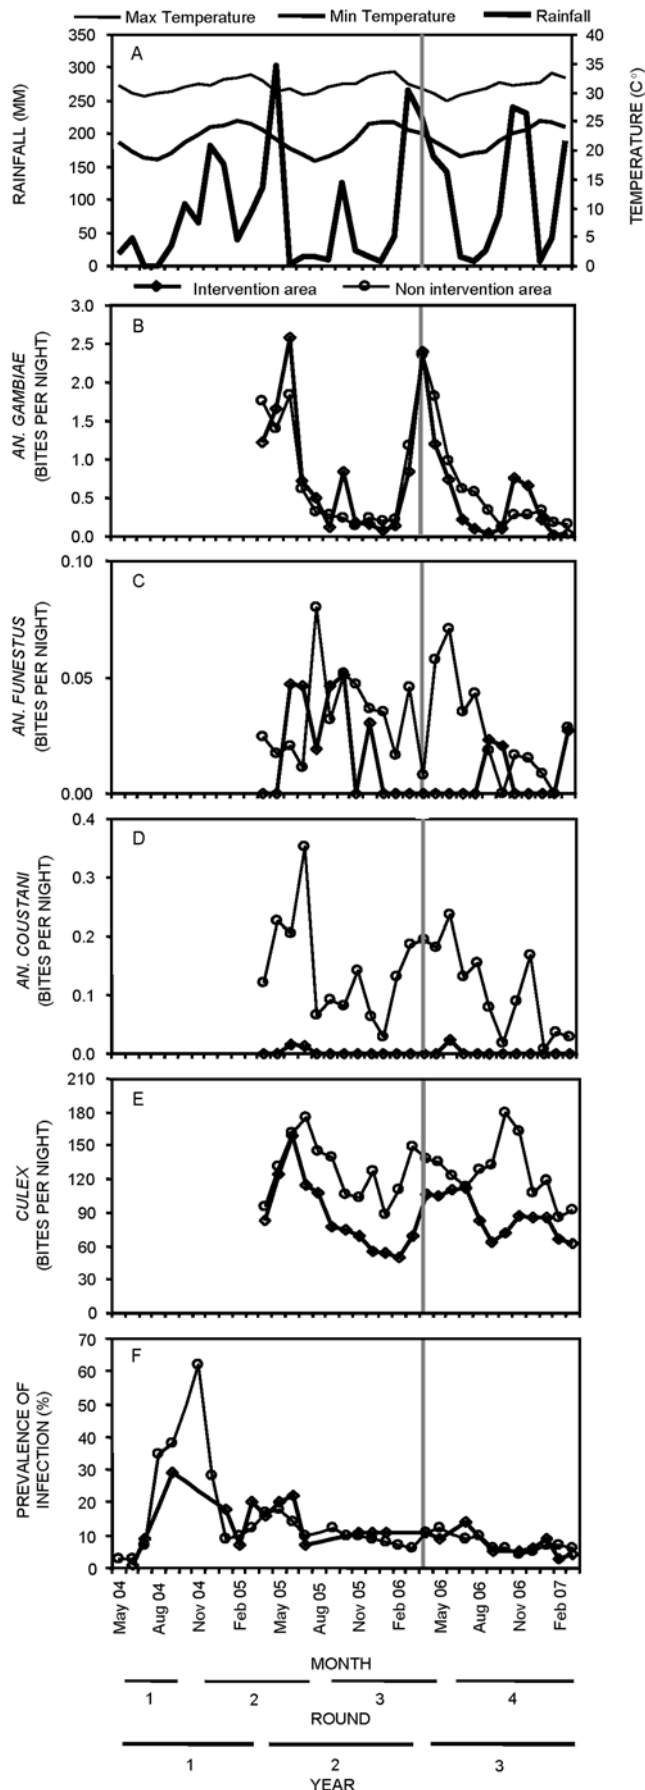 Max Temperature Min Temperature Rainfall
A
RAINFALL (MM)
350
300
250
200
150
100
50
0
40
35
30
25
20
15
10
5
0
TEMPERATURE (C°)
Intervention area Non intervention area
B
AN. GAMBIAE
(BITES PER NIGHT)
3.0
2.5
2.0
1.5
1.0
0.5
0.0
C
AN. FUNESTUS
(BITES PER NIGHT)
0.10
0.05
0.00
D
AN. COUSTANI
(BITES PER NIGHT)
0.4
0.3
0.2
0.1
0.0
E
CULEX
(BITES PER NIGHT)
210
180
150
120
90
60
30
0
F
PREVALENCE OF
INFECTION (%)
70
60
50
40
30
20
10
0
May 04
Aug 04
Nov 04
Feb 05
May 05
Aug 05
Nov 05
Feb 06
May 06
Aug 06
Nov 06
Feb 07
MONTH
1 2 3 4
ROUND
1 2 3
YEAR